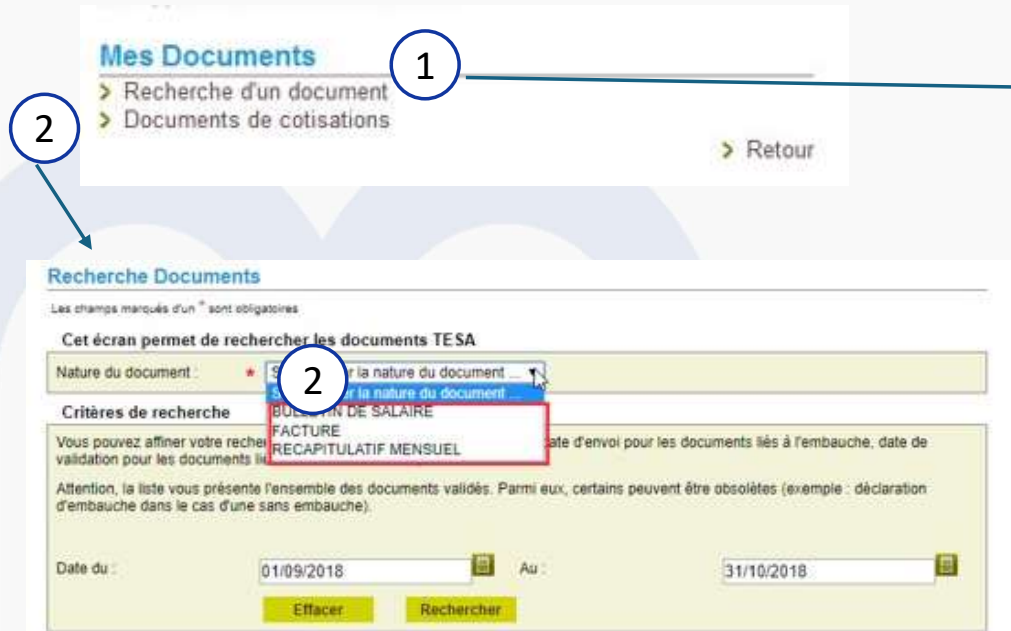 Mes Documents
1
> Recherche d'un document
> Documents de cotisations
2
> Retour
Recherche Documents
Les champs marqués d'un * sont obligatoires
Cet écran permet de rechercher les documents TESA
Nature du document : * S 2 r la nature du document ...
r la nature du document ...
BULLETIN DE SALAIRE
FACTURE
RECAPITULATIF MENSUEL
Critères de recherche
Vous pouvez affiner votre recher ate d'envoi pour les documents liés à l'embauche, date de
validation pour les documents
Attention, la liste vous présente l'ensemble des documents validés. Parmi eux, certains peuvent être obsolètes (exemple : déclaration
d'embauche dans le cas d'une sans embauche).
Date du : 01/09/2018 Au : 31/10/2018
Effacer Rechercher